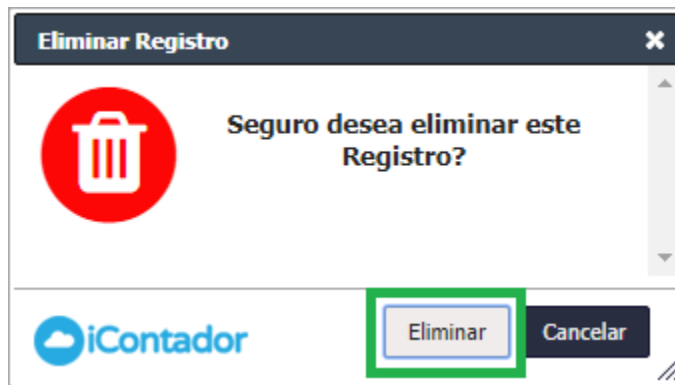 Eliminar Registro
Seguro desea eliminar este
Registro?
iContador
Eliminar
Cancelar